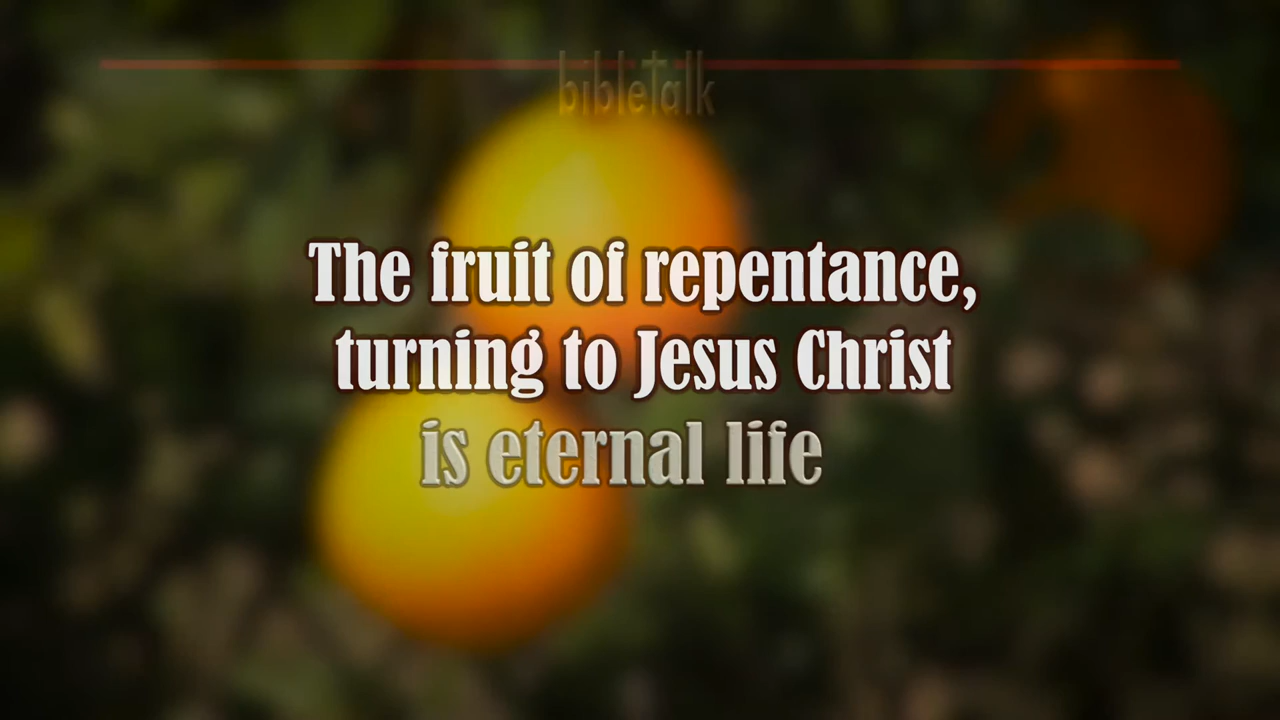 bibletalk
The fruit of repentance,
turning to Jesus Christ
is eternal life